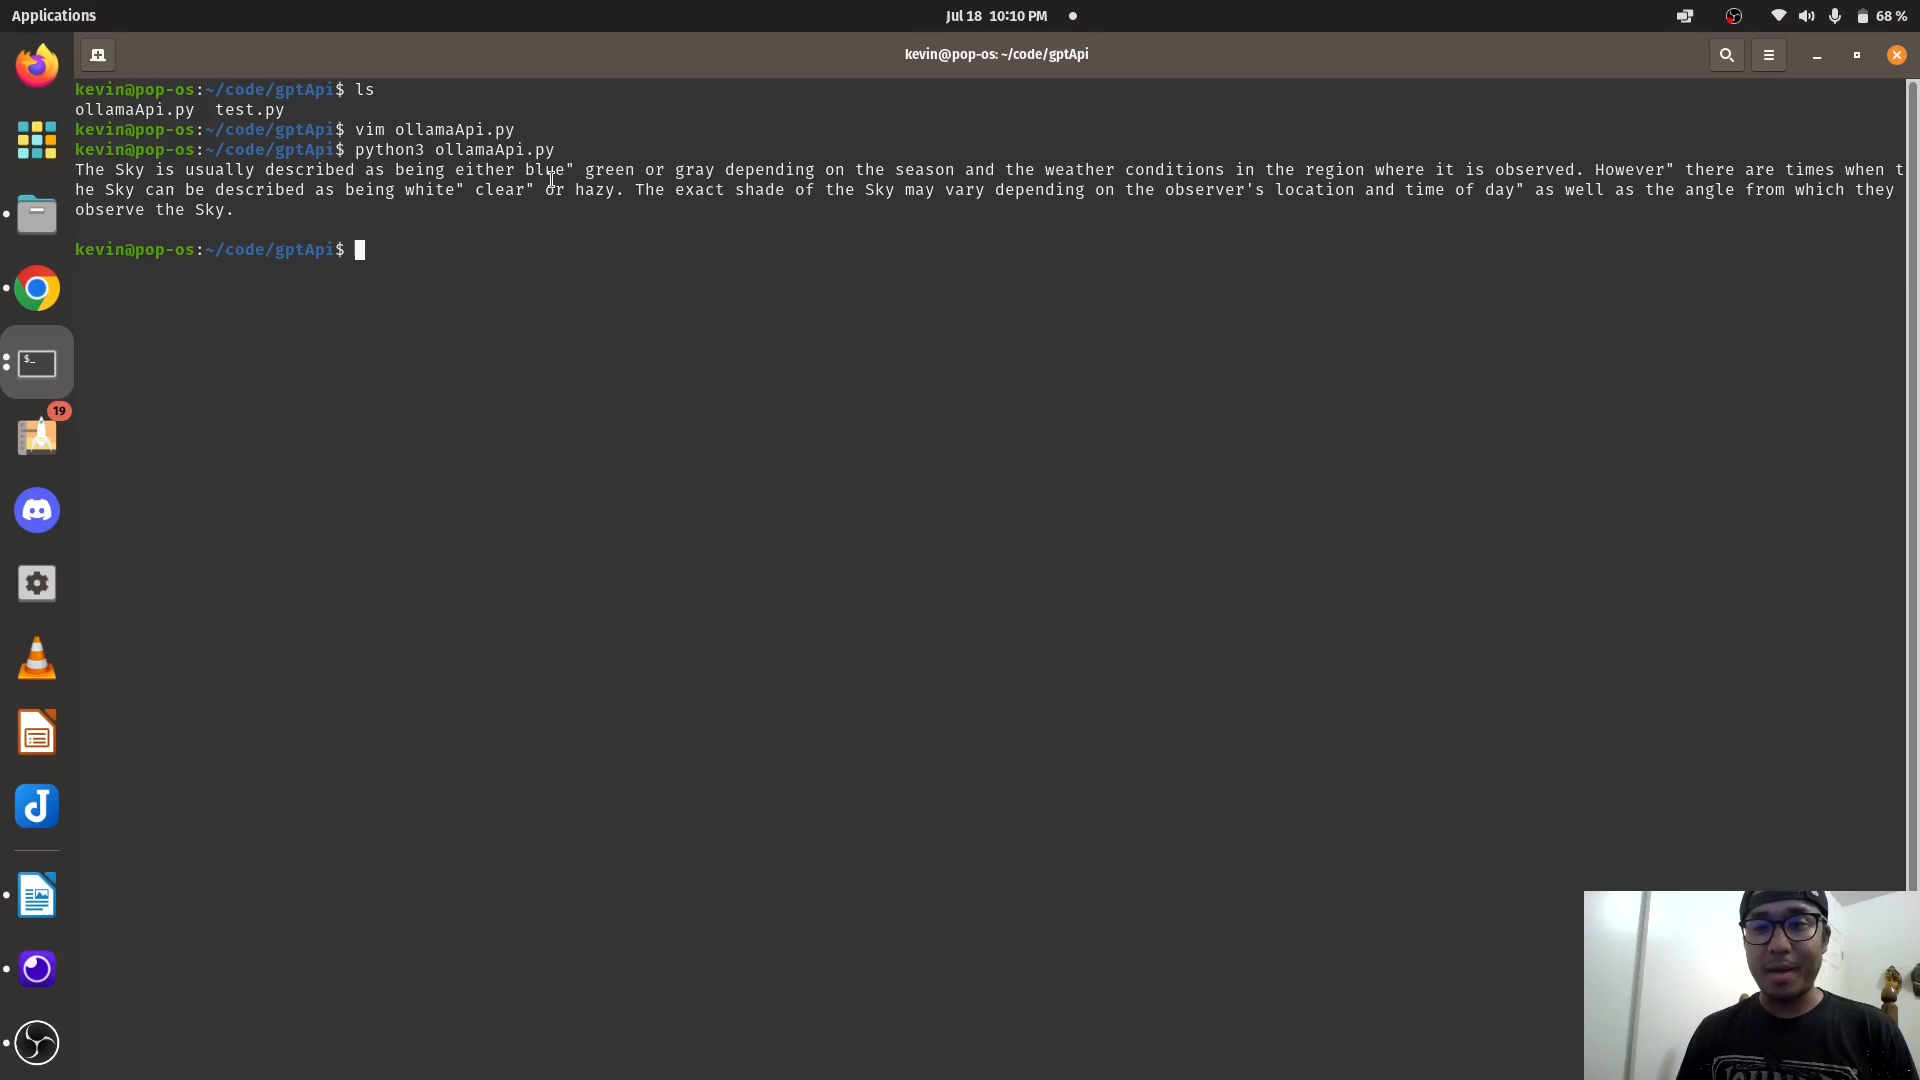 Applications
Jul 18 10:10 PM
68 %
kevin@pop-os: ~/code/gptApi
kevin@pop-os:~/code/gptApi$ ls
ollamaApi.py  test.py
kevin@pop-os:~/code/gptApi$ vim ollamaApi.py
kevin@pop-os:~/code/gptApi$ python3 ollamaApi.py
The Sky is usually described as being either blue" green or gray depending on the season and the weather conditions in the region where it is observed. However" there are times when t
he Sky can be described as being white" clear" or hazy. The exact shade of the Sky may vary depending on the observer's location and time of day" as well as the angle from which they
observe the Sky.
kevin@pop-os:~/code/gptApi$
$_
19